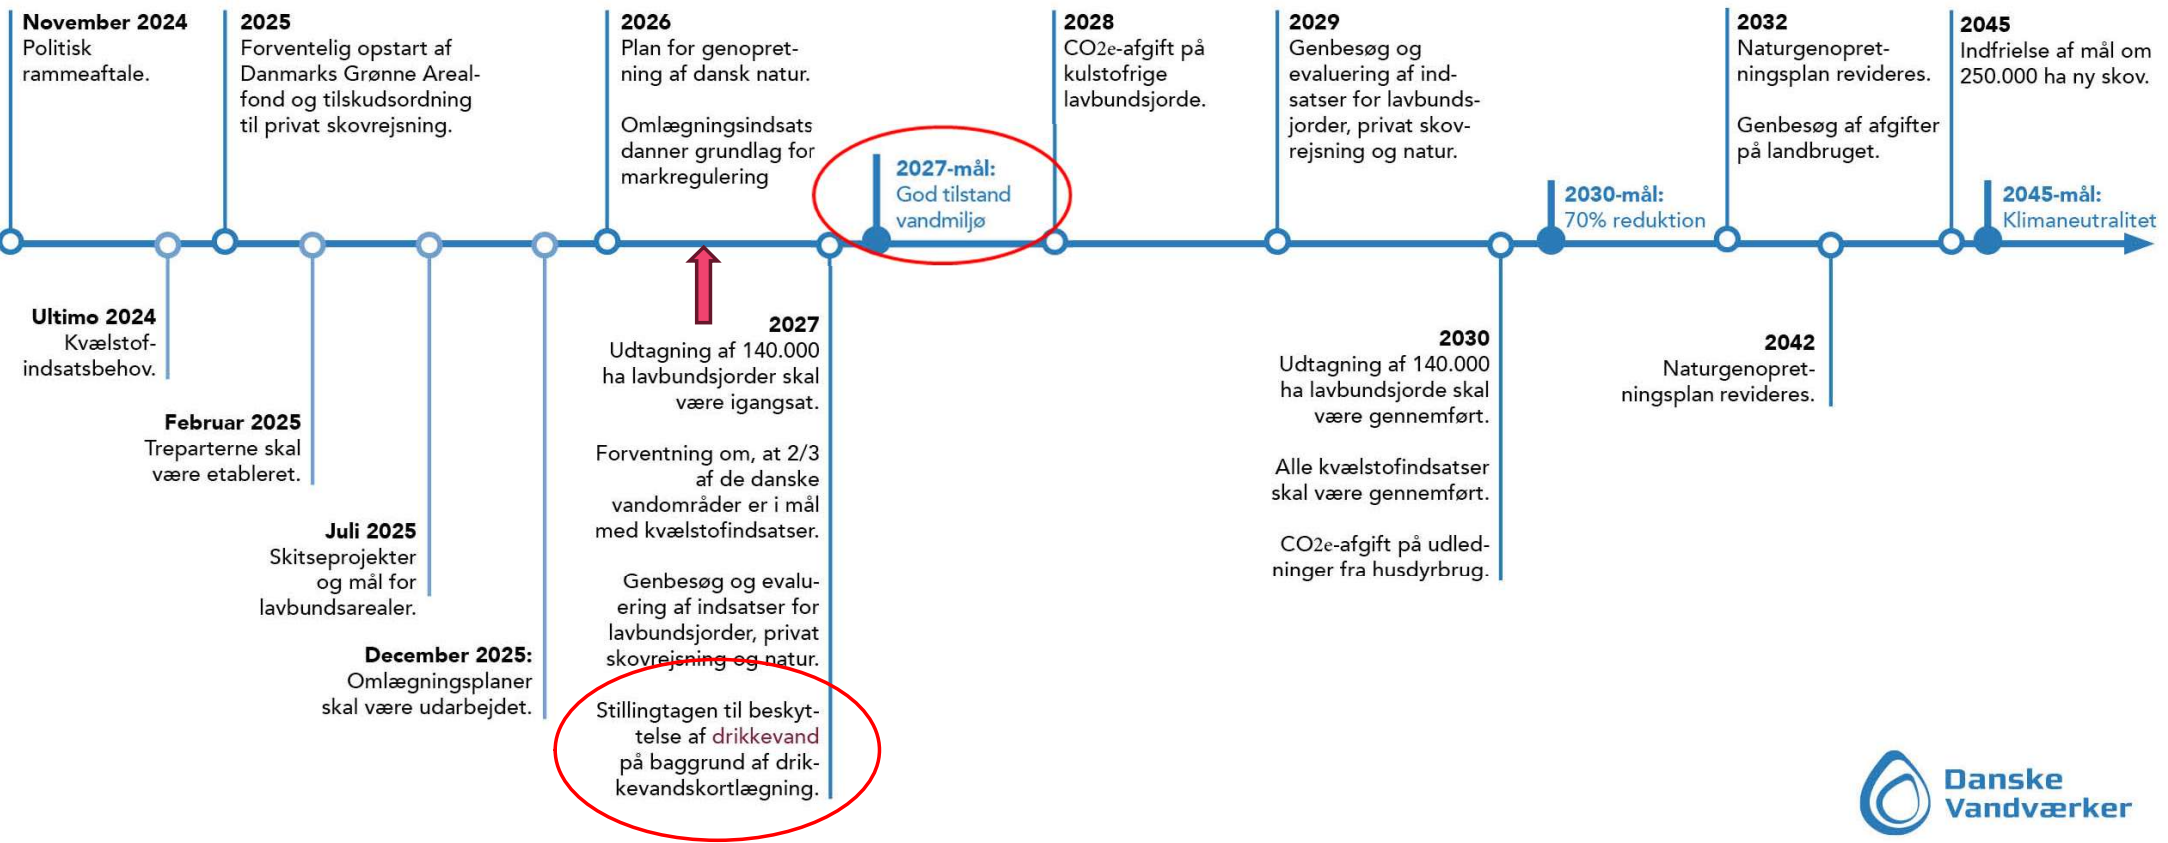 November 2024
Politisk
rammeaftale.
2025
Forventelig opstart af
Danmarks Grønne Areal-
fond og tilskudsordning
til privat skovrejsning.
2026
Plan for genopret-
ning af dansk natur.
Omlægningsindsats
danner grundlag for
markregulering
2027-mål:
God tilstand
vandmiljø
2028
CO2e-afgift på
kulstofrige
lavbundsjorde.
2029
Genbesøg og
evaluering af ind-
satser for lavbunds-
jorder, privat skov-
rejsning og natur.
2030-mål:
70% reduktion
2032
Naturgenopret-
ningsplan revideres.
Genbesøg af afgifter
på landbruget.
2045
Indfrielse af mål om
250.000 ha ny skov.
2045-mål:
Klimaneutralitet
Ultimo 2024
Kvælstof-
indsatsbehov.
Februar 2025
Treparterne skal
være etableret.
Juli 2025
Skitseprojekter
og mål for
lavbundsarealer.
December 2025:
Omlægningsplaner
skal være udarbejdet.
2027
Udtagning af 140.000
ha lavbundsjorder skal
være igangsat.
Forventning om, at 2/3
af de danske
vandområder er i mål
med kvælstofindsatser.
Genbesøg og evalu-
ering af indsatser for
lavbundsjorder, privat
skovrejsning og natur.
Stillingtagen til beskyt-
telse af drikkevand
på baggrund af drik-
kevandskortlægning.
2030
Udtagning af 140.000
ha lavbundsjorde skal
være gennemført.
Alle kvælstofindsatser
skal være gennemført.
CO2e-afgift på udled-
ninger fra husdyrbrug.
2042
Naturgenopret-
ningsplan revideres.
Danske
Vandværker